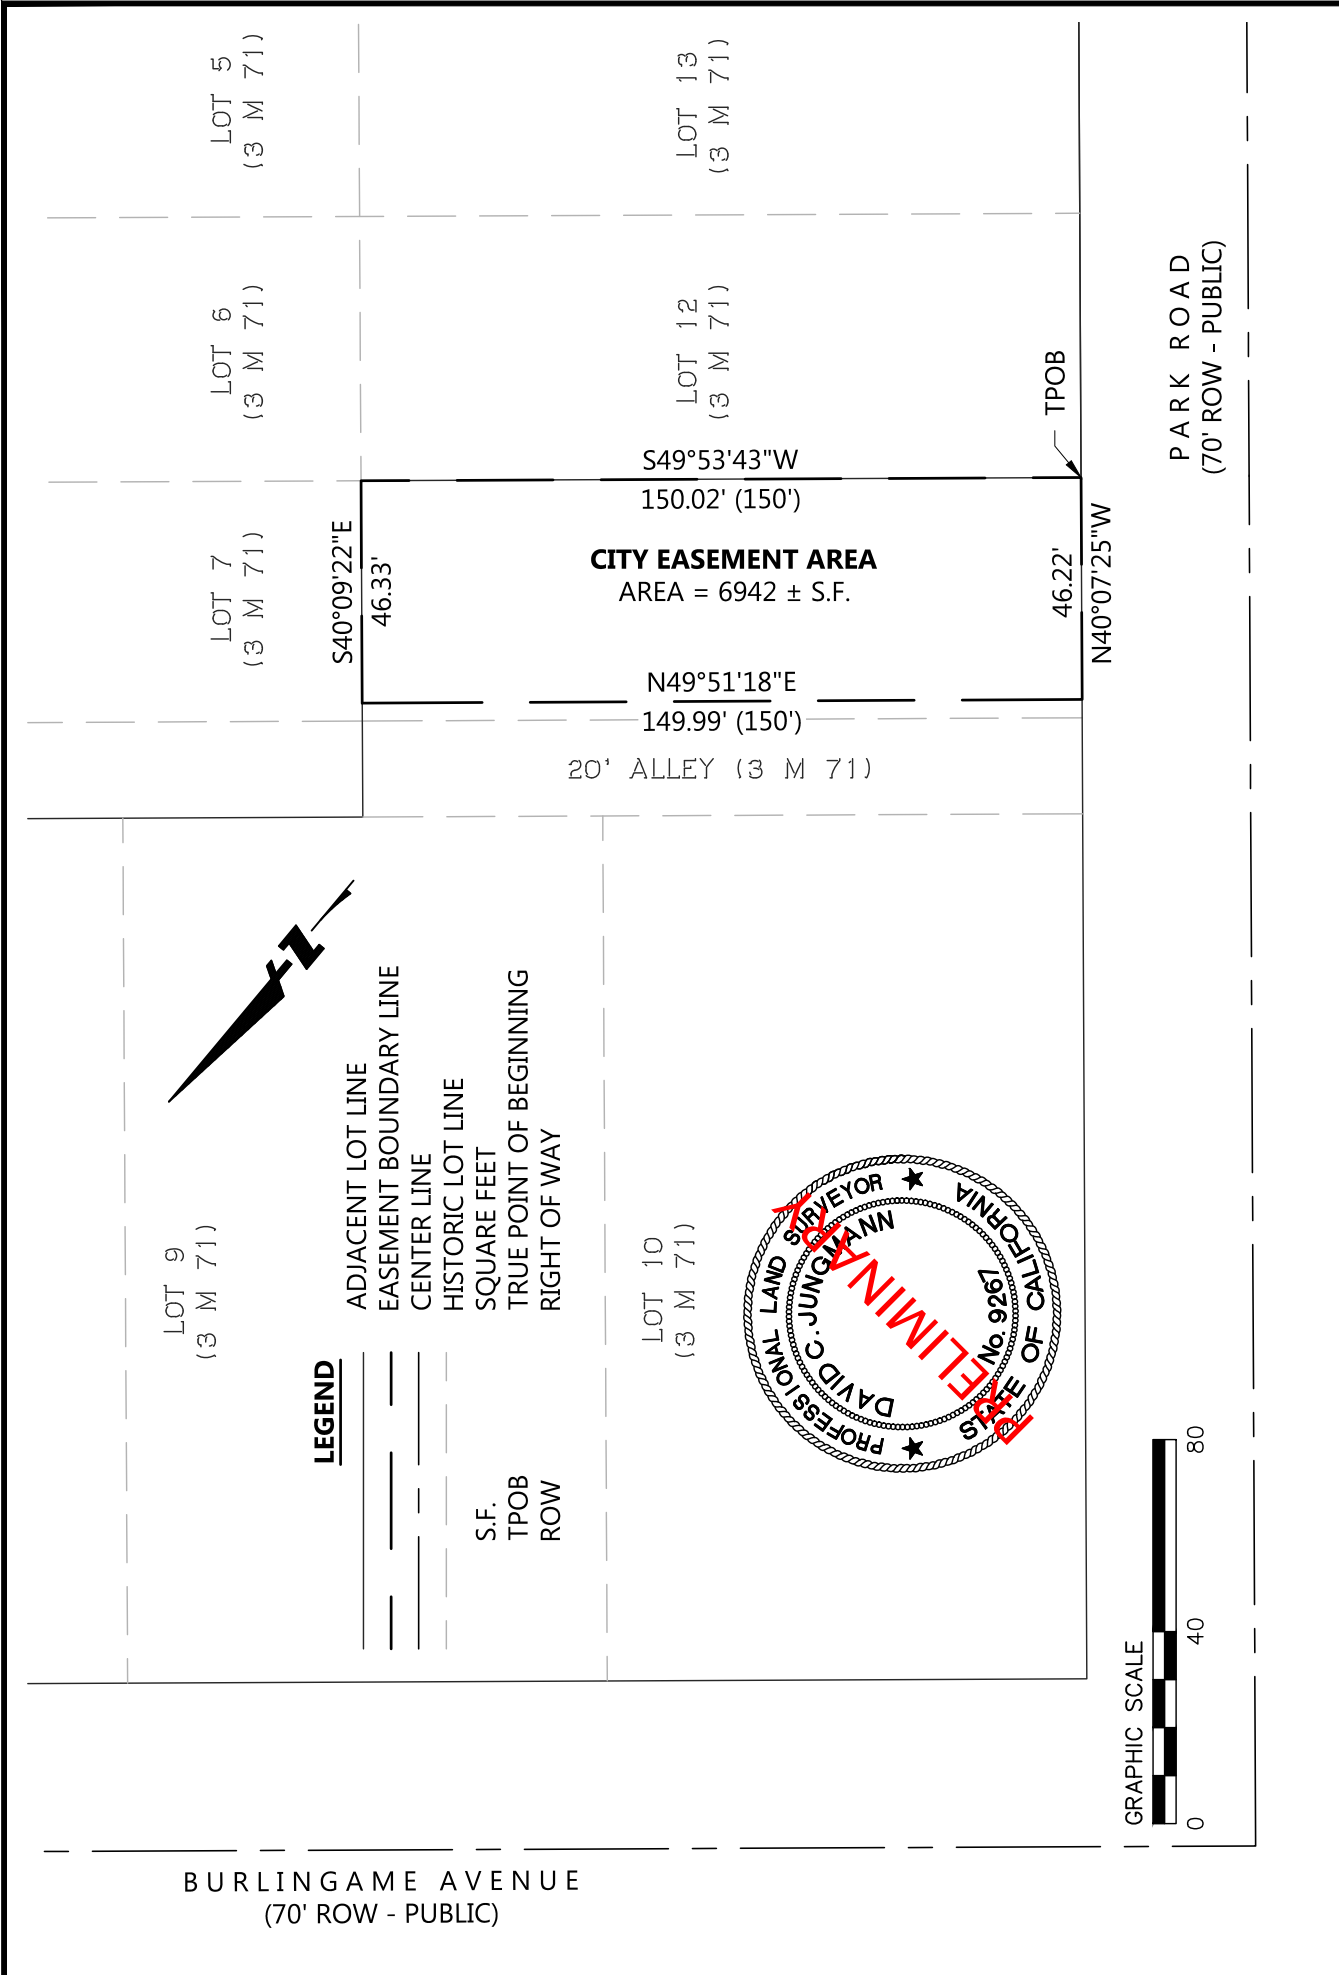 LOT 5
(3 M 71)
LOT 13
(3 M 71)
LOT 6
(3 M 71)
LOT 12
(3 M 71)
PARK ROAD
(70' ROW - PUBLIC)
TPOB
S49°53'43"W
150.02' (150')
LOT 7
(3 M 71)
S40°09'22"E
46.33'
CITY EASEMENT AREA
AREA = 6942 ± S.F.
46.22'
N40°07'25"W
N49°51'18"E
149.99' (150')
20' ALLEY (3 M 71)
LOT 9
(3 M 71)
LEGEND
ADJACENT LOT LINE
EASEMENT BOUNDARY LINE
CENTER LINE
HISTORIC LOT LINE
S.F. SQUARE FEET
TPOB TRUE POINT OF BEGINNING
ROW RIGHT OF WAY
LOT 10
(3 M 71)
PROFESSIONAL LAND SURVEYOR
DAVID C. JUNGMANN
No. 9267
STATE OF CALIFORNIA
PRELIMINARY
GRAPHIC SCALE
0 40 80
BURLINGAME AVENUE
(70' ROW - PUBLIC)